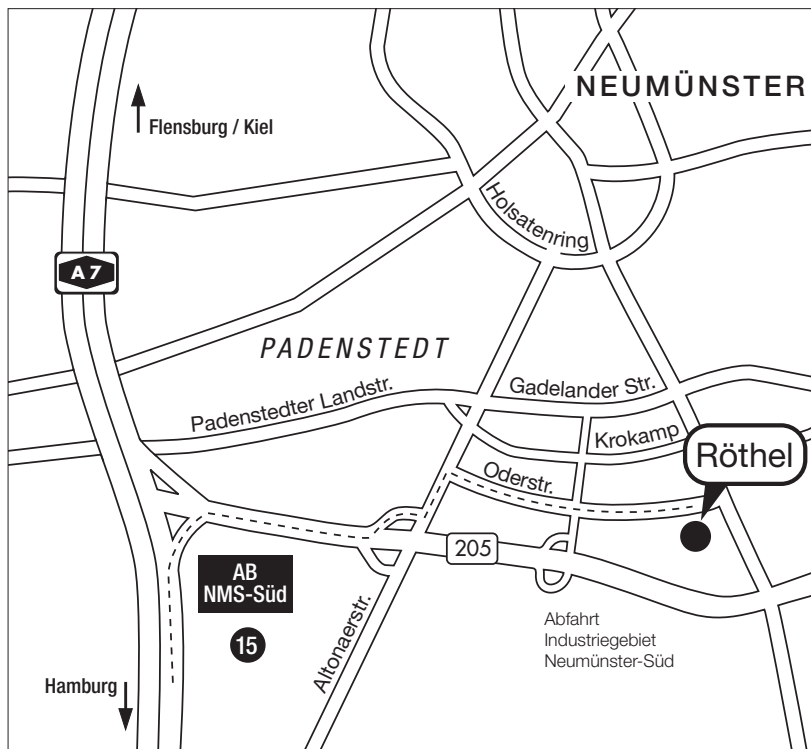 NEUMÜNSTER
Flensburg / Kiel
Holsatenring
A 7
PADENSTEDT
Gadelander Str.
Padenstedter Landstr.
Krokamp
Röthel
Oderstr.
205
AB
NMS-Süd
15
Altonaerstr.
Abfahrt
Industriegebiet
Neumünster-Süd
Hamburg